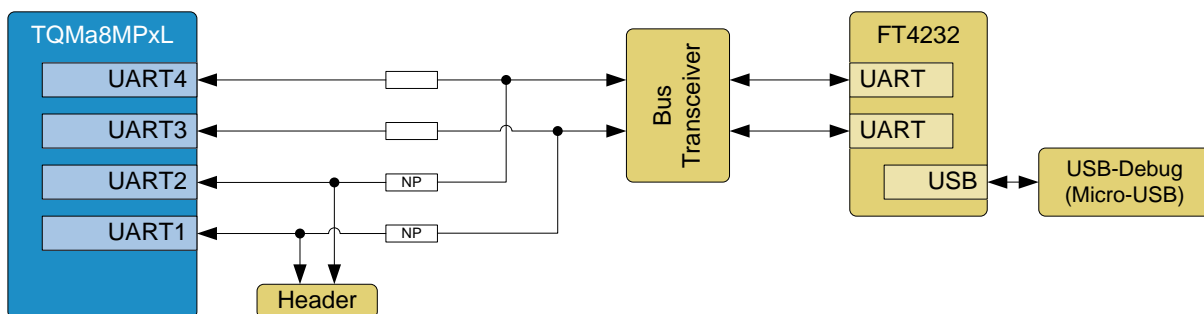 TQMa8MPxL
UART4
UART3
UART2
UART1
NP
NP
Header
Bus
Transceiver
FT4232
UART
UART
USB
USB-Debug
(Micro-USB)